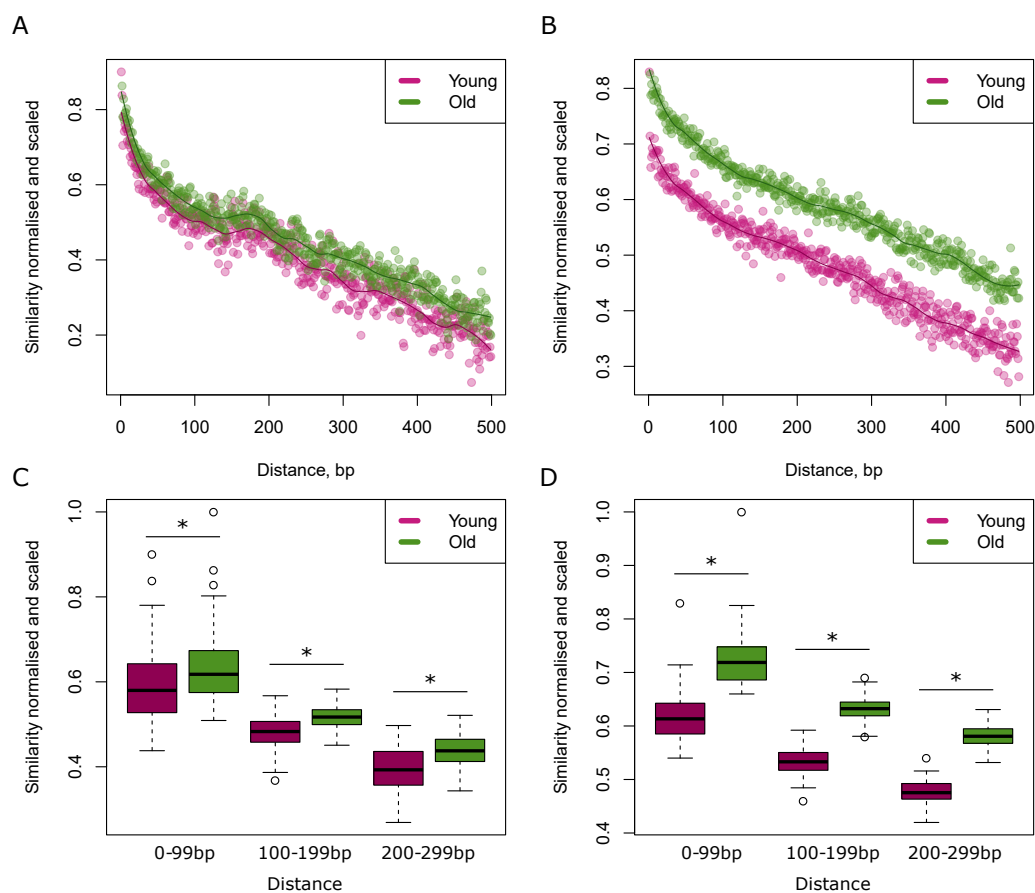 A
Similarity normalised and scaled
0.8
0.6
0.4
0.2
Young
Old
0 100 200 300 400 500
Distance, bp
B
Similarity normalised and scaled
0.8
0.7
0.6
0.5
0.4
0.3
Young
Old
0 100 200 300 400 500
Distance, bp
C
Similarity normalised and scaled
1.0
0.8
0.6
0.4
Young
Old
*
*
*
0-99bp 100-199bp 200-299bp
Distance
D
Similarity normalised and scaled
1.0
0.9
0.8
0.7
0.6
0.5
0.4
Young
Old
*
*
*
0-99bp 100-199bp 200-299bp
Distance